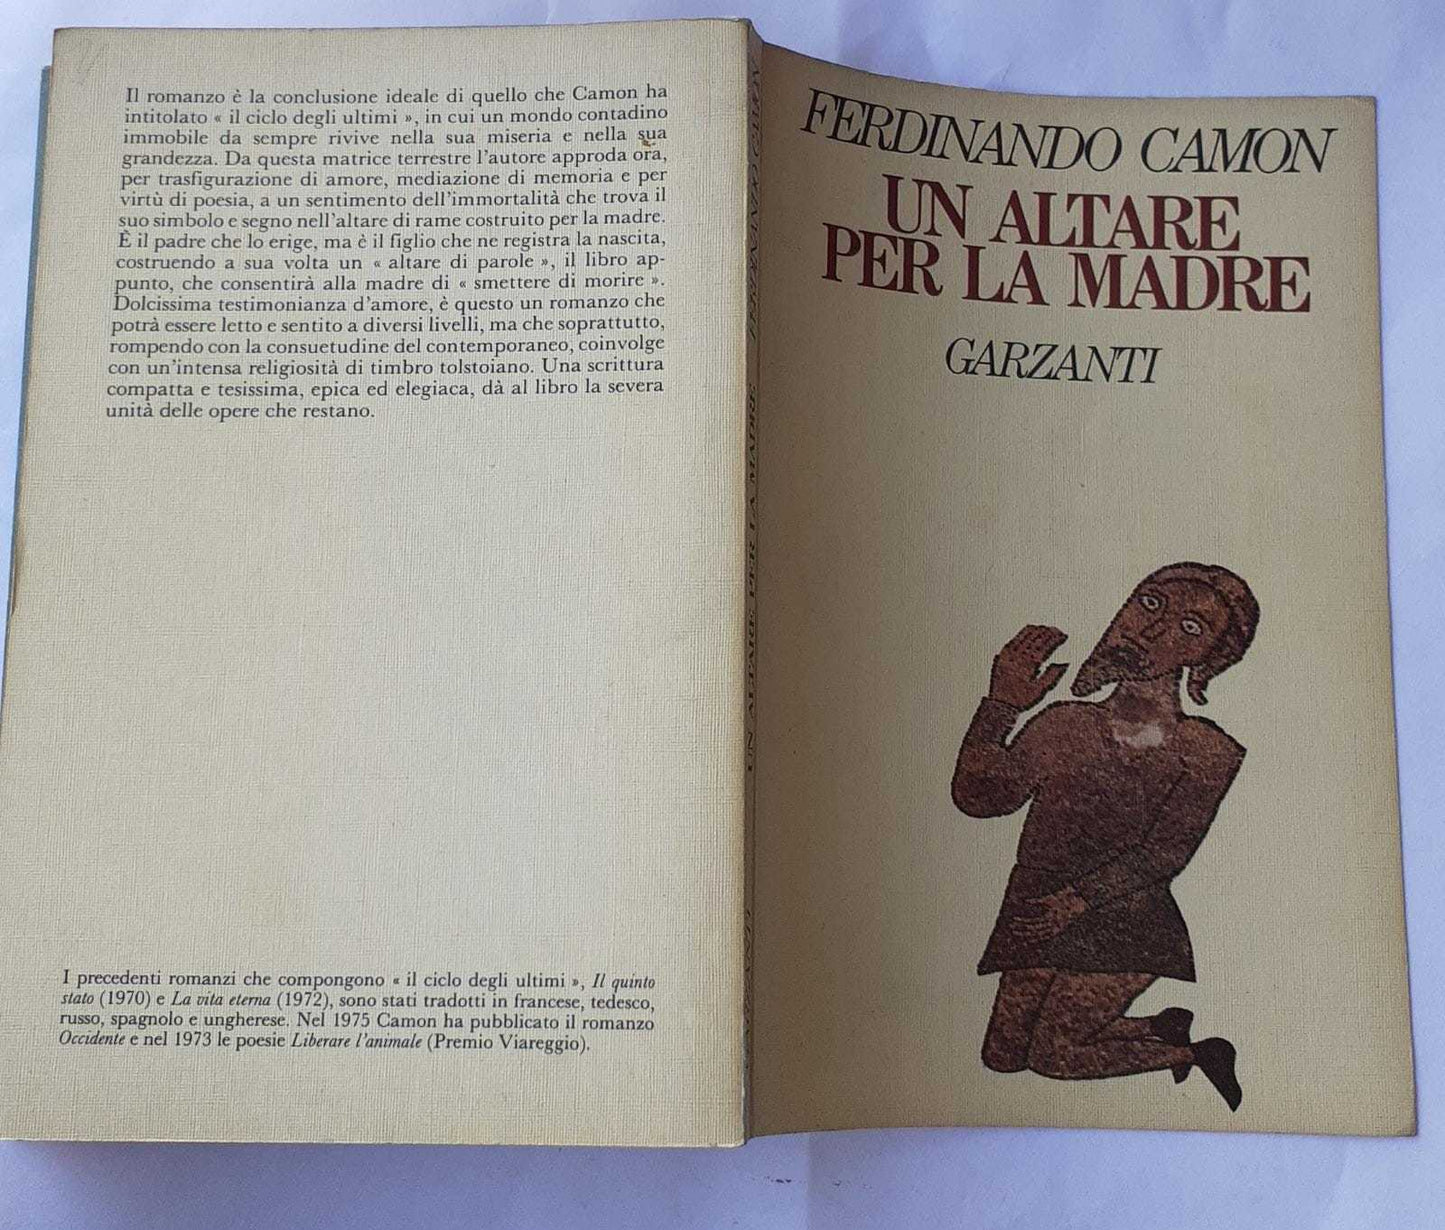 Il romanzo è la conclusione ideale di quello che Camon ha
intitolato « il ciclo degli ultimi », in cui un mondo contadino
immobile da sempre rivive nella sua miseria e nella sua
grandezza. Da questa matrice terrestre l'autore approda ora,
per trasfigurazione di amore, mediazione di memoria e per
virtù di poesia, a un sentimento dell'immortalità che trova il
suo simbolo e segno nell'altare di rame costruito per la madre.
È il padre che lo erige, ma è il figlio che ne registra la nascita,
costruendo a sua volta un « altare di parole », il libro ap-
punto, che consentirà alla madre di « smettere di morire ».
Dolcissima testimonianza d'amore, è questo un romanzo che
potrà essere letto e sentito a diversi livelli, ma che soprattutto,
rompendo con la consuetudine del contemporaneo, coinvolge
con un'intensa religiosità di timbro tolstoiano. Una scrittura
compatta e tesissima, epica ed elegiaca, dà al libro la severa
unità delle opere che restano.
I precedenti romanzi che compongono « il ciclo degli ultimi », Il quinto
stato (1970) e La vita eterna (1972), sono stati tradotti in francese, tedesco,
russo, spagnolo e ungherese. Nel 1975 Camon ha pubblicato il romanzo
Occidente e nel 1973 le poesie Liberare l'animale (Premio Viareggio).
FERDINANDO CAMON
UN ALTARE PER LA MADRE
FERDINANDO CAMON
UN ALTARE
PER LA MADRE
GARZANTI